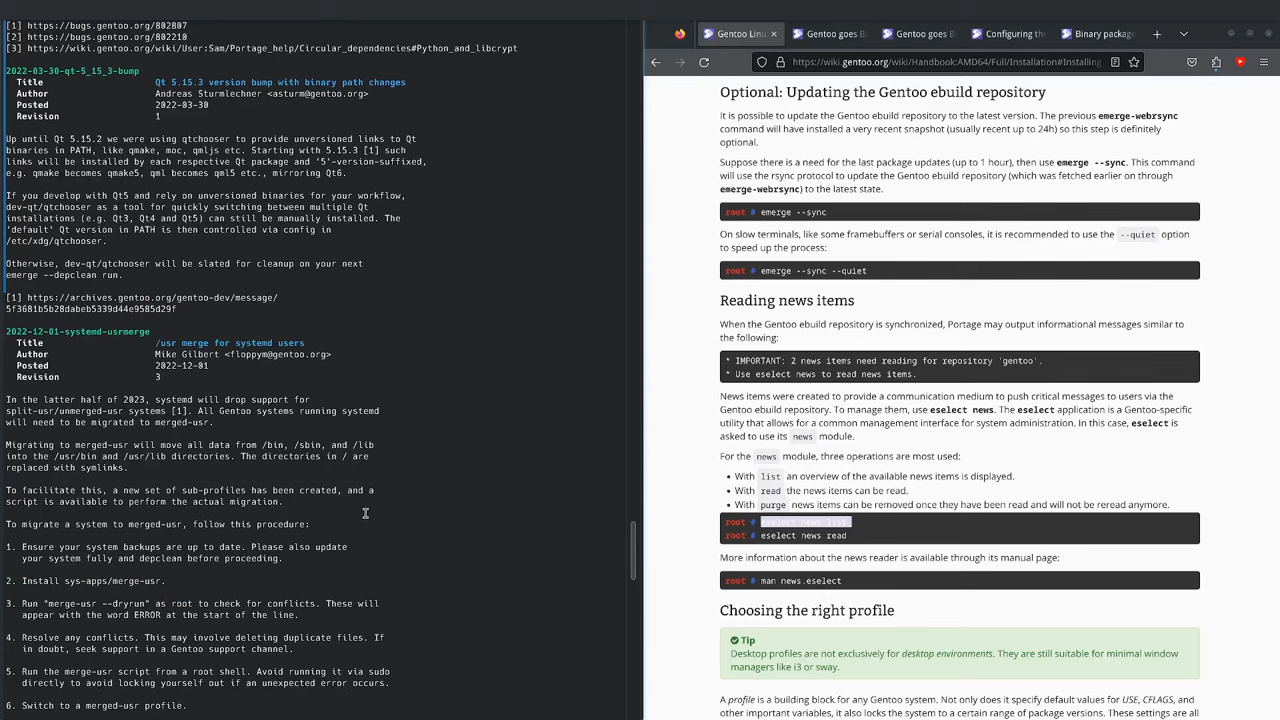 [1] https://bugs.gentoo.org/802807
[2] https://bugs.gentoo.org/802210
[3] https://wiki.gentoo.org/wiki/User:Sam/Portage_help/Circular_dependencies#Python_and_libcrypt
2022-03-30-qt-5_15_3-bump
Title Qt 5.15.3 version bump with binary path changes
Author Andreas Sturmlechner <asturm@gentoo.org>
Posted 2022-03-30
Revision 1
Up until Qt 5.15.2 we were using qtchooser to provide unversioned links to Qt
binaries in PATH, like qmake, moc, qmljs etc. Starting with 5.15.3 [1] such
links will be installed by each respective Qt package and '5'-version-suffixed,
e.g. qmake becomes qmake5, qml becomes qml5 etc., mirroring Qt6.
If you develop with Qt5 and rely on unversioned binaries for your workflow,
dev-qt/qtchooser as a tool for quickly switching between multiple Qt
installations (e.g. Qt3, Qt4 and Qt5) can still be manually installed. The
'default' Qt version in PATH is then controlled via config in
/etc/xdg/qtchooser.
Otherwise, dev-qt/qtchooser will be slated for cleanup on your next
emerge --depclean run.
[1] https://archives.gentoo.org/gentoo-dev/message/
5f3681b5b28dabeb5339d44e9585d29f
2022-12-01-systemd-usrmerge
Title /usr merge for systemd users
Author Mike Gilbert <floppym@gentoo.org>
Posted 2022-12-01
Revision 3
In the latter half of 2023, systemd will drop support for
split-usr/unmerged-usr systems [1]. All Gentoo systems running systemd
will need to be migrated to merged-usr.
Migrating to merged-usr will move all data from /bin, /sbin, and /lib
into the /usr/bin and /usr/lib directories. The directories in / are
replaced with symlinks.
To facilitate this, a new set of sub-profiles has been created, and a
script is available to perform the actual migration.
To migrate a system to merged-usr, follow this procedure:
1. Ensure your system backups are up to date. Please also update
your system fully and depclean before proceeding.
2. Install sys-apps/merge-usr.
3. Run "merge-usr --dryrun" as root to check for conflicts. These will
appear with the word ERROR at the start of the line.
4. Resolve any conflicts. This may involve deleting duplicate files. If
in doubt, seek support in a Gentoo support channel.
5. Run the merge-usr script from a root shell. Avoid running it via sudo
directly to avoid locking yourself out if an unexpected error occurs.
6. Switch to a merged-usr profile.
Gentoo Linu
Gentoo goes Bi
Gentoo goes Bi
Configuring the
Binary package
https://wiki.gentoo.org/wiki/Handbook:AMD64/Full/Installation#Installing
Optional: Updating the Gentoo ebuild repository
It is possible to update the Gentoo ebuild repository to the latest version. The previous emerge-webrsync
command will have installed a very recent snapshot (usually recent up to 24h) so this step is definitely
optional.
Suppose there is a need for the last package updates (up to 1 hour), then use emerge --sync. This command
will use the rsync protocol to update the Gentoo ebuild repository (which was fetched earlier on through
emerge-webrsync) to the latest state.
root # emerge --sync
On slow terminals, like some framebuffers or serial consoles, it is recommended to use the --quiet option
to speed up the process:
root # emerge --sync --quiet
Reading news items
When the Gentoo ebuild repository is synchronized, Portage may output informational messages similar to
the following:
* IMPORTANT: 2 news items need reading for repository 'gentoo'.
* Use eselect news to read news items.
News items were created to provide a communication medium to push critical messages to users via the
Gentoo ebuild repository. To manage them, use eselect news. The eselect application is a Gentoo-specific
utility that allows for a common management interface for system administration. In this case, eselect is
asked to use its news module.
For the news module, three operations are most used:
• With list an overview of the available news items is displayed.
• With read the news items can be read.
• With purge news items can be removed once they have been read and will not be reread anymore.
root # eselect news list
root # eselect news read
More information about the news reader is available through its manual page:
root # man news.eselect
Choosing the right profile
Tip
Desktop profiles are not exclusively for desktop environments. They are still suitable for minimal window
managers like i3 or sway.
A profile is a building block for any Gentoo system. Not only does it specify default values for USE, CFLAGS, and
other important variables, it also locks the system to a certain range of package versions. These settings are all